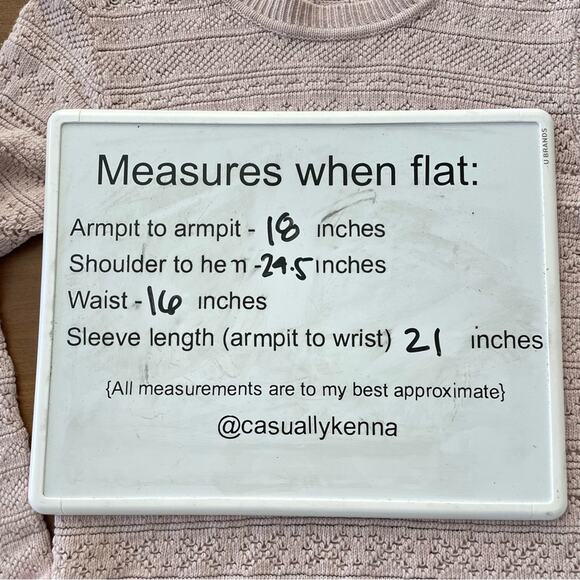 U BRANDS
Measures when flat:
Armpit to armpit - 18 inches
Shoulder to hem - 24.5 inches
Waist - 16 inches
Sleeve length (armpit to wrist) 21 inches
{All measurements are to my best approximate}
@casuallykenna